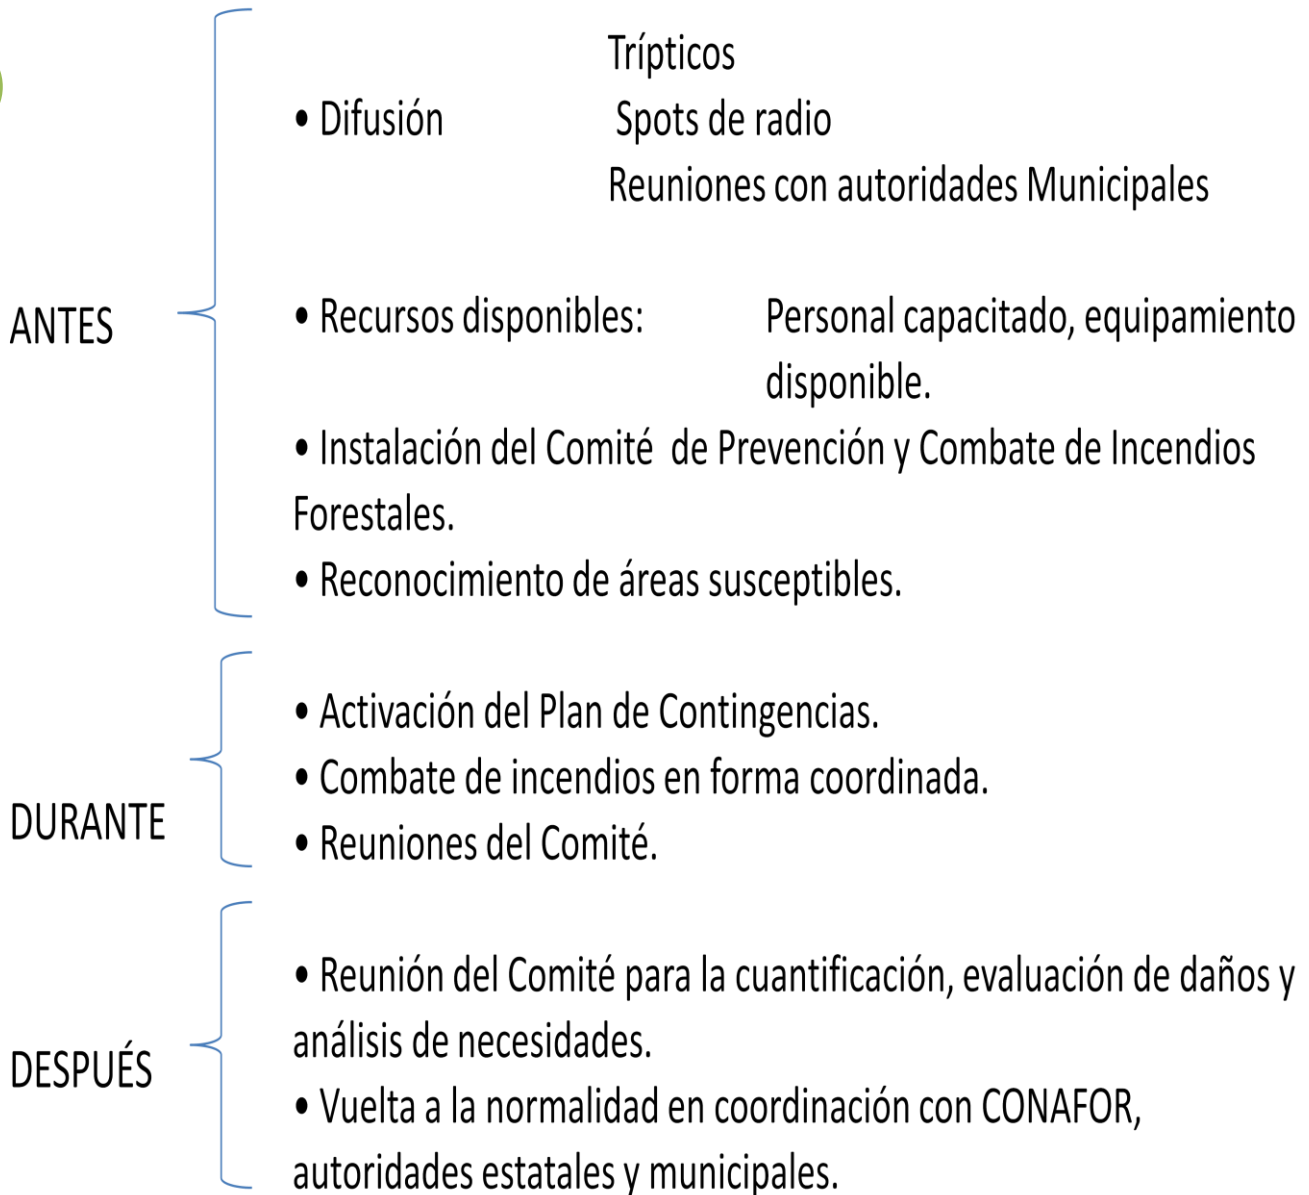 Trípticos
• Difusión Spots de radio
Reuniones con autoridades Municipales
ANTES
• Recursos disponibles: Personal capacitado, equipamiento
disponible.
• Instalación del Comité de Prevención y Combate de Incendios
Forestales.
• Reconocimiento de áreas susceptibles.
DURANTE
• Activación del Plan de Contingencias.
• Combate de incendios en forma coordinada.
• Reuniones del Comité.
DESPUÉS
• Reunión del Comité para la cuantificación, evaluación de daños y
análisis de necesidades.
• Vuelta a la normalidad en coordinación con CONAFOR,
autoridades estatales y municipales.